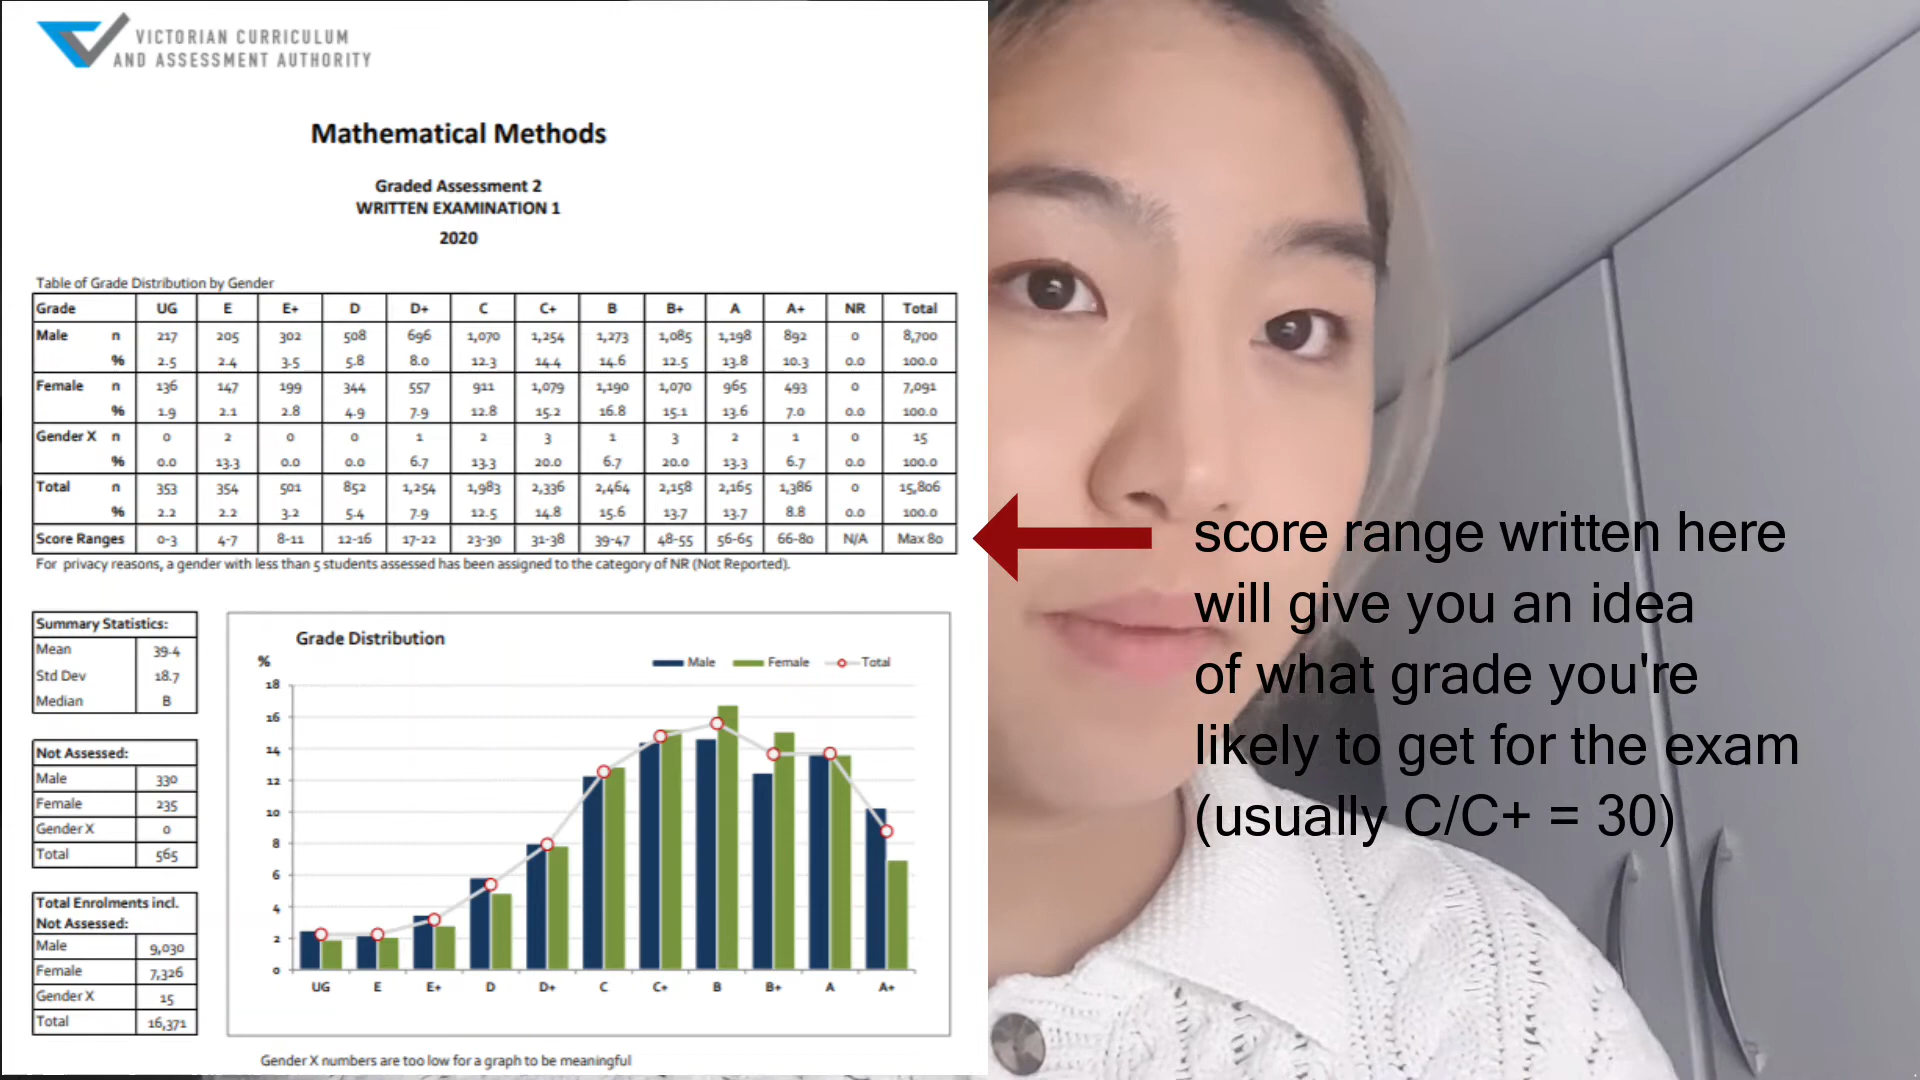 VICTORIAN CURRICULUM
AND ASSESSMENT AUTHORITY
Mathematical Methods
Graded Assessment 2
WRITTEN EXAMINATION 1
2020
Table of Grade Distribution by Gender
Grade UG E E+ D D+ C C+ B B+ A A+ NR Total
Male n 217 205 302 508 696 1,070 1,254 1,273 1,085 1,198 892 0 8,700
% 2.5 2.4 3.5 5.8 8.0 12.3 14.4 14.6 12.5 13.8 10.3 0.0 100.0
Female n 136 147 199 344 557 911 1,079 1,190 1,070 965 493 0 7,091
% 1.9 2.1 2.8 4.9 7.9 12.8 15.2 16.8 15.1 13.6 7.0 0.0 100.0
Gender X n 0 2 0 0 1 2 3 1 3 2 1 0 15
% 0.0 13.3 0.0 0.0 6.7 13.3 20.0 6.7 20.0 13.3 6.7 0.0 100.0
Total n 353 354 501 852 1,254 1,983 2,336 2,464 2,158 2,165 1,386 0 15,806
% 2.2 2.2 3.2 5.4 7.9 12.5 14.8 15.6 13.7 13.7 8.8 0.0 100.0
Score Ranges 0-3 4-7 8-11 12-16 17-22 23-30 31-38 39-47 48-55 56-65 66-80 N/A Max 80
For privacy reasons, a gender with less than 5 students assessed has been assigned to the category of NR (Not Reported).
Summary Statistics:
Mean 39.4
Std Dev 18.7
Median B
Not Assessed:
Male 330
Female 235
Gender X 0
Total 565
Total Enrolments incl.
Not Assessed:
Male 9,030
Female 7,326
Gender X 15
Total 16,371
Grade Distribution
%
Male Female Total
18
16
14
12
10
8
6
4
2
0
UG E E+ D D+ C C+ B B+ A A+
Gender X numbers are too low for a graph to be meaningful
score range written here
will give you an idea
of what grade you're
likely to get for the exam
(usually C/C+ = 30)